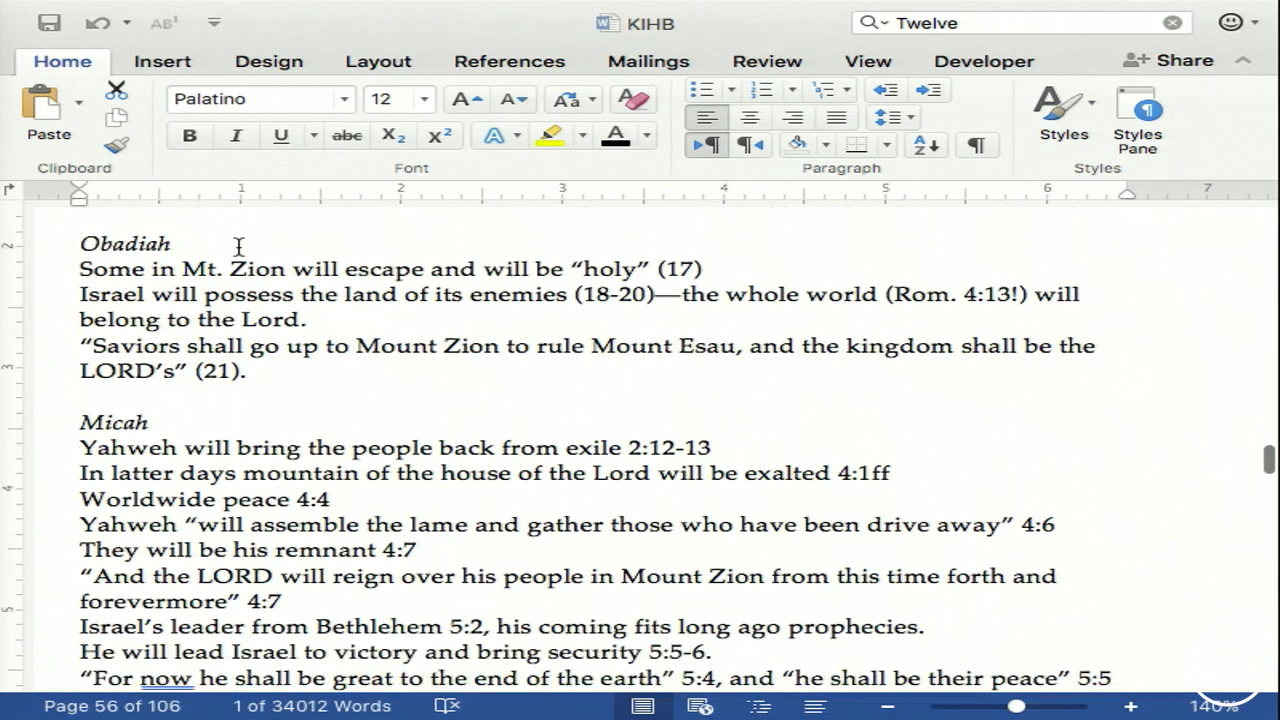 KIHB
Twelve
Home Insert Design Layout References Mailings Review View Developer Share
Palatino 12 A A Aa A
Paste B I U abc X₂ X² A A Styles Styles Pane
Clipboard Font Paragraph Styles
1 2 3 4 5 6 7
Obadiah
Some in Mt. Zion will escape and will be “holy” (17)
Israel will possess the land of its enemies (18-20)—the whole world (Rom. 4:13!) will
belong to the Lord.
“Saviors shall go up to Mount Zion to rule Mount Esau, and the kingdom shall be the
LORD’s” (21).
Micah
Yahweh will bring the people back from exile 2:12-13
In latter days mountain of the house of the Lord will be exalted 4:1ff
Worldwide peace 4:4
Yahweh “will assemble the lame and gather those who have been drive away” 4:6
They will be his remnant 4:7
“And the LORD will reign over his people in Mount Zion from this time forth and
forevermore” 4:7
Israel’s leader from Bethlehem 5:2, his coming fits long ago prophecies.
He will lead Israel to victory and bring security 5:5-6.
“For now he shall be great to the end of the earth” 5:4, and “he shall be their peace” 5:5
Page 56 of 106 1 of 34012 Words 140%